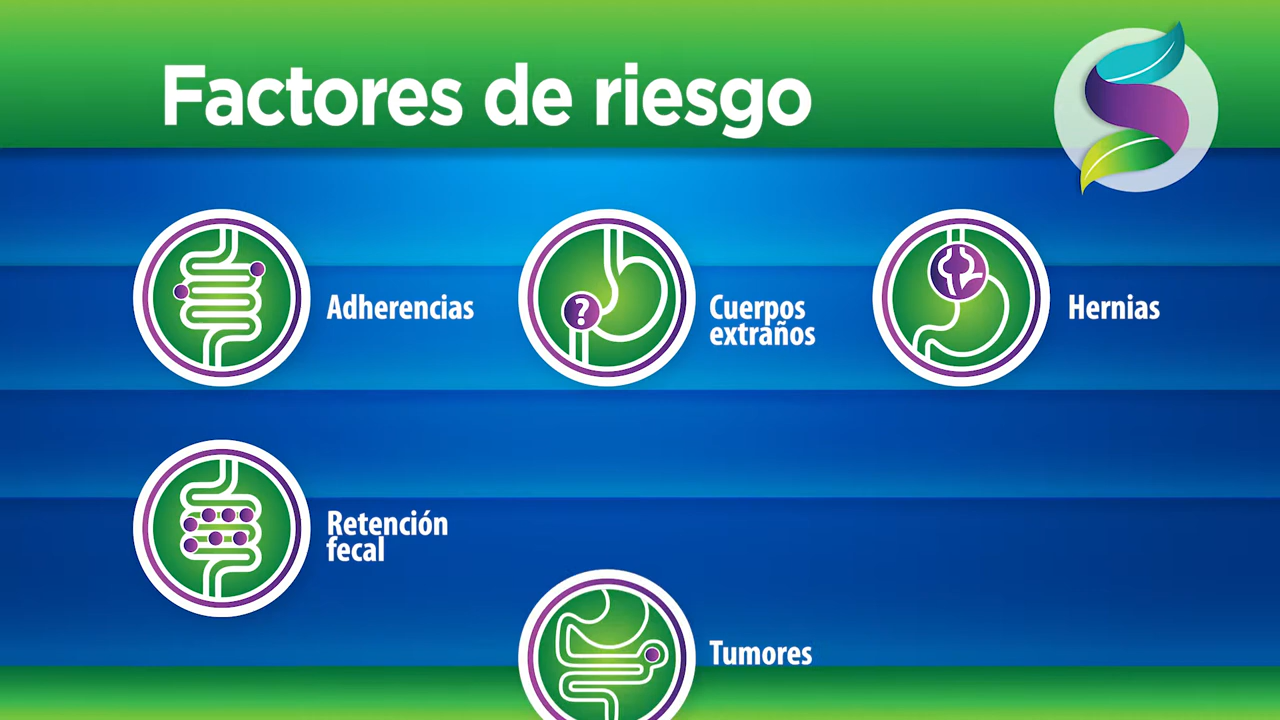 Factores de riesgo
Adherencias
?
Cuerpos
extraños
Hernias
Retención
fecal
Tumores